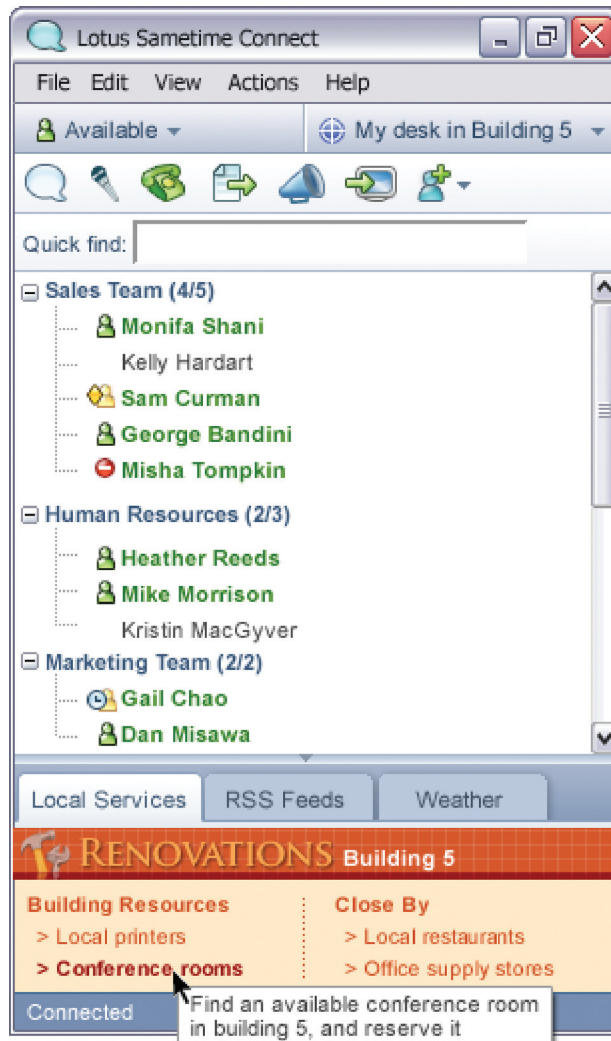 Lotus Sametime Connect
File Edit View Actions Help
Available My desk in Building 5
Quick find:
Sales Team (4/5)
Monifa Shani
Kelly Hardart
Sam Curman
George Bandini
Misha Tompkin
Human Resources (2/3)
Heather Reeds
Mike Morrison
Kristin MacGyver
Marketing Team (2/2)
Gail Chao
Dan Misawa
Local Services RSS Feeds Weather
RENOVATIONS Building 5
Building Resources Close By
> Local printers > Local restaurants
> Conference rooms > Office supply stores
Connected
Find an available conference room
in building 5, and reserve it